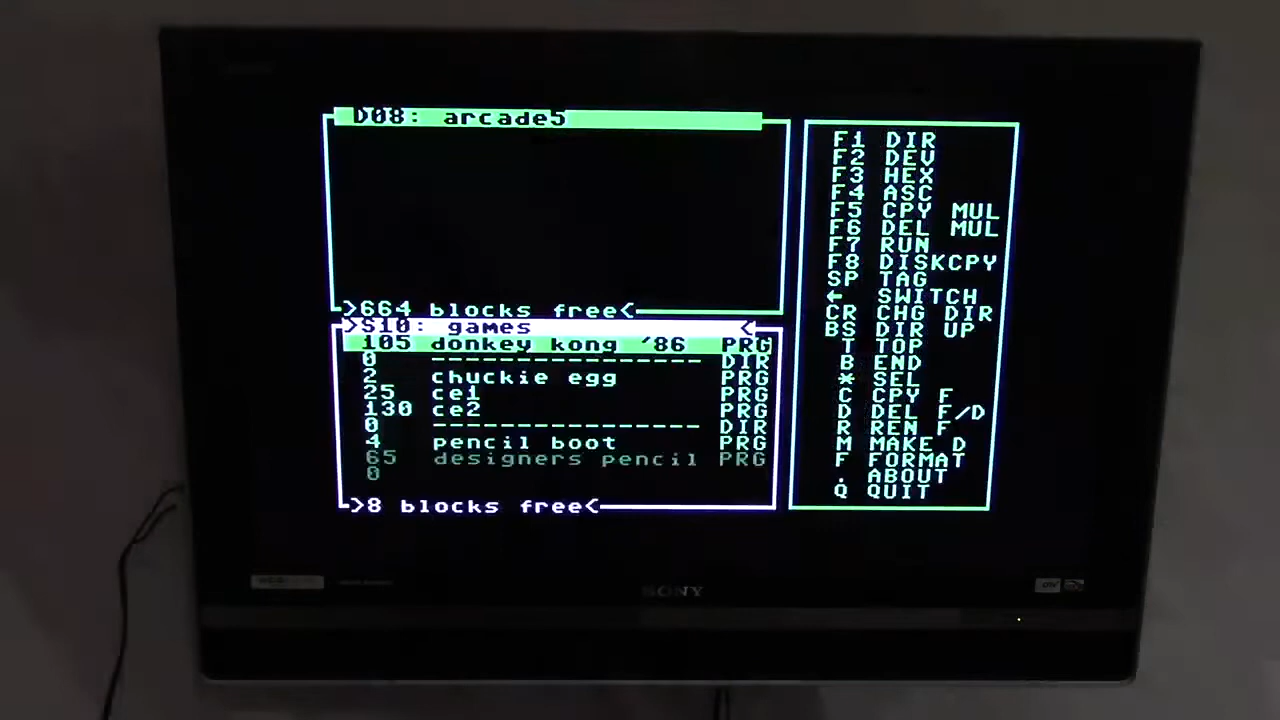 D08: arcade5
>664 blocks free<
>S10: games <
105 donkey kong '86 PRG
0 ---------------- DIR
2 chuckie egg PRG
25 ce1 PRG
130 ce2 PRG
0 ---------------- DIR
4 pencil boot PRG
65 designers pencil PRG
0
>8 blocks free<
F1 DIR
F2 DEV
F3 HEX
F4 ASC
F5 CPY MUL
F6 DEL MUL
F7 RUN
F8 DISKCPY
SP TAG
← SWITCH
CR CHG DIR
BS DIR UP
T TOP
B END
* SEL
C CPY F
D DEL F/D
R REN F
M MAKE D
F FORMAT
. ABOUT
Q QUIT
SONY